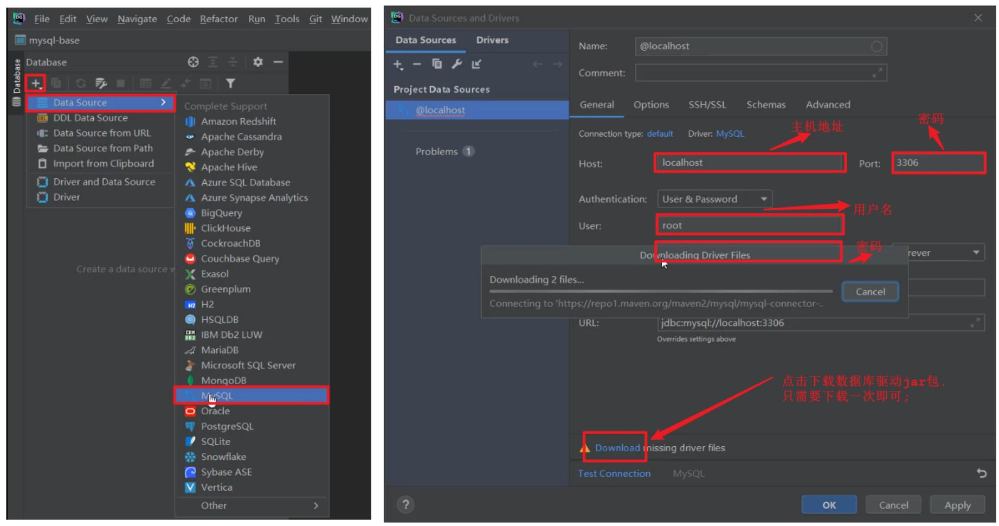 File Edit View Navigate Code Refactor Run Tools Git Window
mysql-base
Database
Database
Data Source
DDL Data Source
Data Source from URL
Data Source from Path
Import from Clipboard
Driver and Data Source
Driver
Create a data source w
Complete Support
Amazon Redshift
Apache Cassandra
Apache Derby
Apache Hive
Azure SQL Database
Azure Synapse Analytics
BigQuery
ClickHouse
CockroachDB
Couchbase Query
Exasol
Greenplum
H2
HSQLDB
IBM Db2 LUW
MariaDB
Microsoft SQL Server
MongoDB
MySQL
Oracle
PostgreSQL
SQLite
Snowflake
Sybase ASE
Vertica
Other
Data Sources and Drivers
Data Sources Drivers
Project Data Sources
@localhost
Problems 1
Name: @localhost
Comment:
General Options SSH/SSL Schemas Advanced
主机地址
密码
Connection type: default Driver: MySQL
Host: localhost Port: 3306
Authentication: User & Password
用户名
User: root
密码
rever
Downloading Driver Files
Downloading 2 files...
Cancel
Connecting to 'https://repo1.maven.org/maven2/mysql/mysql-connector-..
URL: jdbc:mysql://localhost:3306
Overrides settings above
点击下载数据库驱动jar包.
只需要下载一次即可;
Download missing driver files
Test Connection MySQL
? OK Cancel Apply